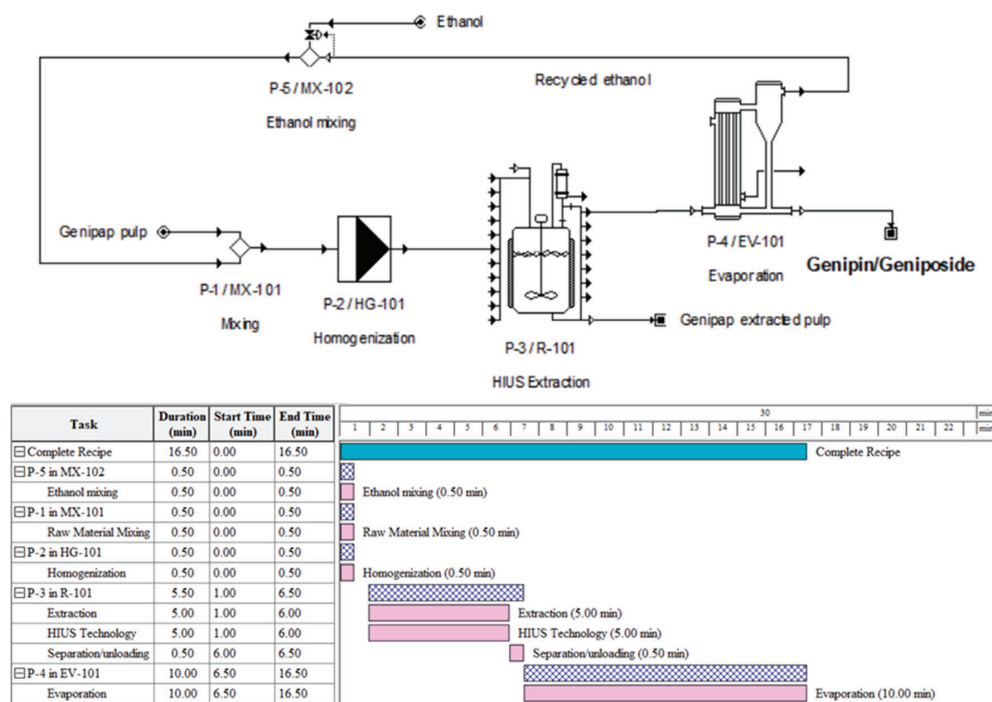 Ethanol
P-5 / MX-102
Ethanol mixing
Recycled ethanol
Genipap pulp
P-1 / MX-101
Mixing
P-2 / HG-101
Homogenization
P-3 / R-101
HIUS Extraction
P-4 / EV-101
Evaporation
Genipin/Geniposide
Genipap extracted pulp
Task Duration (min) Start Time (min) End Time (min) 30 min
1 2 3 4 5 6 7 8 9 10 11 12 13 14 15 16 17 18 19 20 21 22 min
Complete Recipe 16.50 0.00 16.50 Complete Recipe
P-5 in MX-102 0.50 0.00 0.50
Ethanol mixing 0.50 0.00 0.50 Ethanol mixing (0.50 min)
P-1 in MX-101 0.50 0.00 0.50
Raw Material Mixing 0.50 0.00 0.50 Raw Material Mixing (0.50 min)
P-2 in HG-101 0.50 0.00 0.50
Homogenization 0.50 0.00 0.50 Homogenization (0.50 min)
P-3 in R-101 5.50 1.00 6.50
Extraction 5.00 1.00 6.00 Extraction (5.00 min)
HIUS Technology 5.00 1.00 6.00 HIUS Technology (5.00 min)
Separation/unloading 0.50 6.00 6.50 Separation/unloading (0.50 min)
P-4 in EV-101 10.00 6.50 16.50
Evaporation 10.00 6.50 16.50 Evaporation (10.00 min)